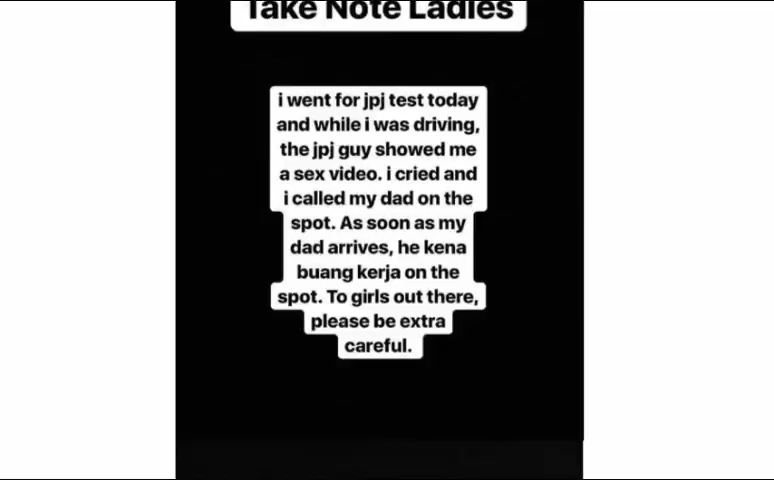 Take Note Ladies
i went for jpj test today
and while i was driving,
the jpj guy showed me
a sex video. i cried and
i called my dad on the
spot. As soon as my
dad arrives, he kena
buang kerja on the
spot. To girls out there,
please be extra
careful.